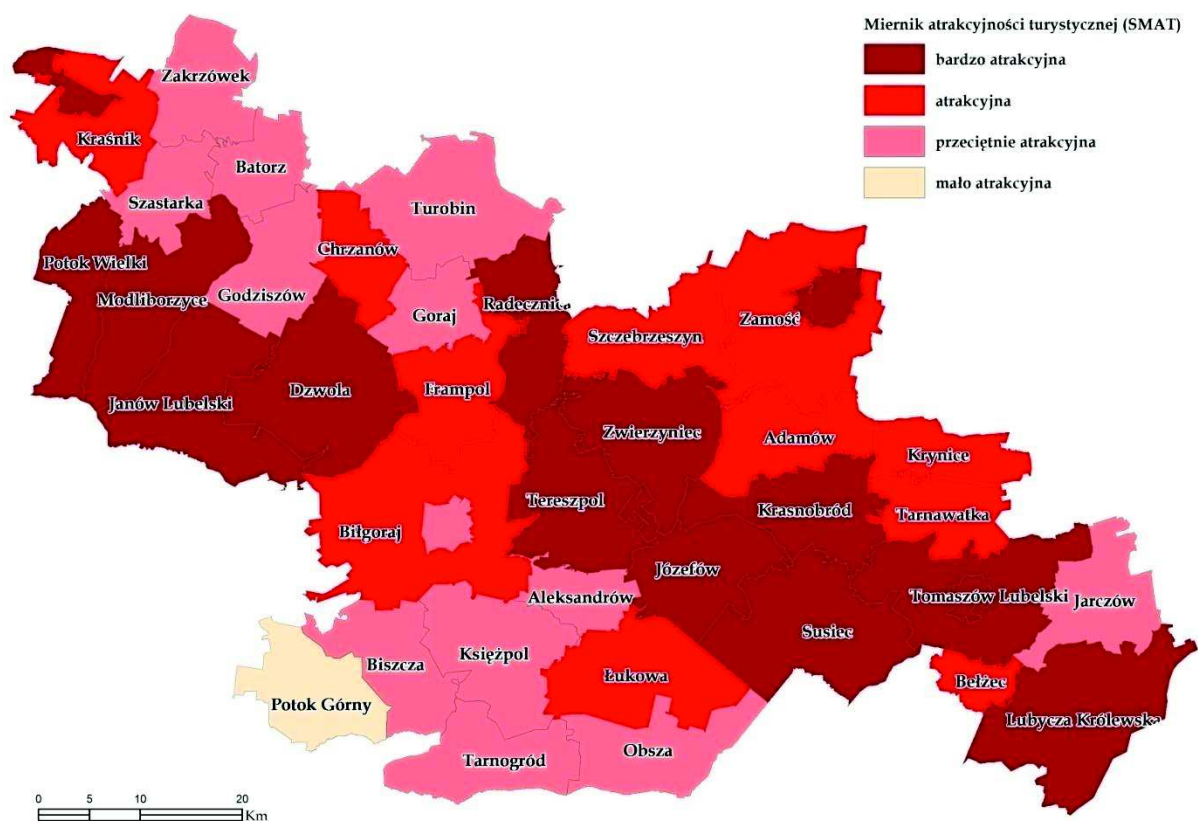 Miernik atrakcyjności turystycznej (SMAT)
bardzo atrakcyjna
atrakcyjna
przeciętnie atrakcyjna
mało atrakcyjna
Zakrzówek
Kraśnik
Batorz
Szastarka
Turobin
Chrzanów
Potok Wielki
Modliborzyce
Godziszów
Radecznica
Goraj
Zamość
Szczebrzeszyn
Dzwola
Frampol
Janów Lubelski
Zwierzyniec
Adamów
Krynice
Tereszpol
Krasnobród
Tarnawatka
Biłgoraj
Józefów
Aleksandrów
Tomaszów Lubelski
Jarczów
Susiec
Księżpol
Biszcza
Łukowa
Bełżec
Potok Górny
Lubycza Królewska
Obsza
Tarnogród
0 5 10 20
Km